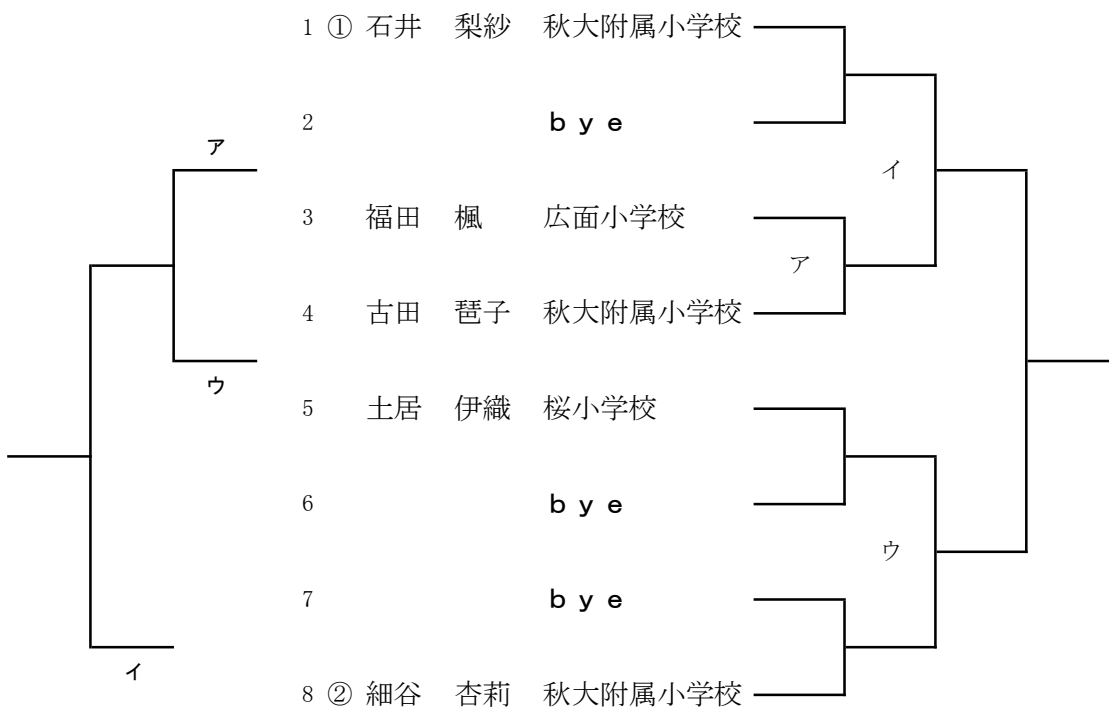 1 ① 石井 梨紗 秋大附属小学校
2 bye
ア
イ
3 福田 楓 広面小学校
ア
4 古田 琶子 秋大附属小学校
ウ
5 土居 伊織 桜小学校
6 bye
ウ
7 bye
イ
8 ② 細谷 杏莉 秋大附属小学校